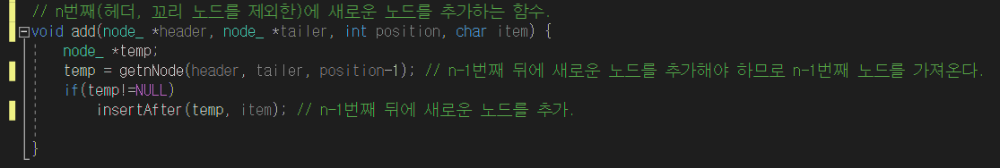 // n번째(헤더, 꼬리 노드를 제외한)에 새로운 노드를 추가하는 함수.
void add(node_ *header, node_ *tailer, int position, char item) {
node_ *temp;
temp = getnNode(header, tailer, position-1); // n-1번째 뒤에 새로운 노드를 추가해야 하므로 n-1번째 노드를 가져온다.
if(temp!=NULL)
insertAfter(temp, item); // n-1번째 뒤에 새로운 노드를 추가.
}